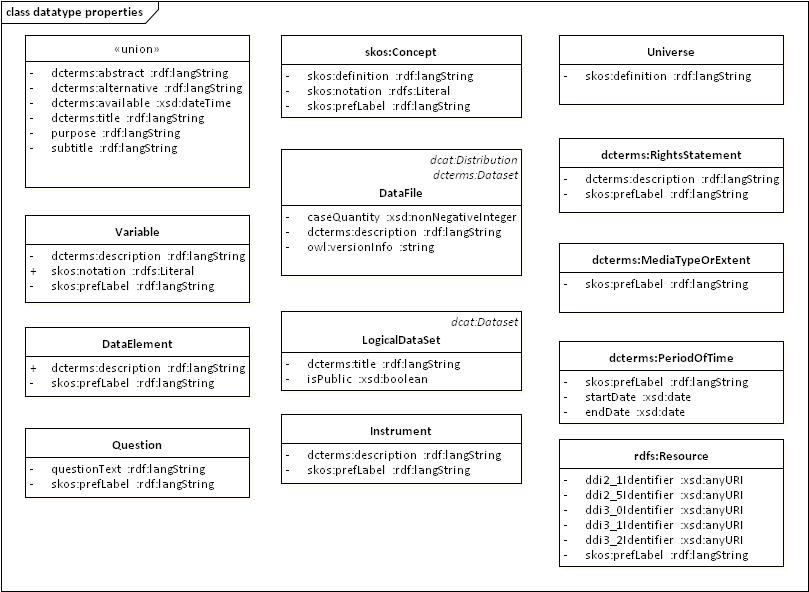 class datatype properties
«union»
- dcterms:abstract :rdf:langString
- dcterms:alternative :rdf:langString
- dcterms:available :xsd:dateTime
- dcterms:title :rdf:langString
- purpose :rdf:langString
- subtitle :rdf:langString
Variable
- dcterms:description :rdf:langString
+ skos:notation :rdfs:Literal
- skos:prefLabel :rdf:langString
DataElement
+ dcterms:description :rdf:langString
- skos:prefLabel :rdf:langString
Question
- questionText :rdf:langString
- skos:prefLabel :rdf:langString
skos:Concept
- skos:definition :rdf:langString
- skos:notation :rdfs:Literal
- skos:prefLabel :rdf:langString
dcat:Distribution
dcterms:Dataset
DataFile
- caseQuantity :xsd:nonNegativeInteger
- dcterms:description :rdf:langString
- owl:versionInfo :string
dcat:Dataset
LogicalDataSet
- dcterms:title :rdf:langString
- isPublic :xsd:boolean
Instrument
- dcterms:description :rdf:langString
- skos:prefLabel :rdf:langString
Universe
- skos:definition :rdf:langString
dcterms:RightsStatement
- dcterms:description :rdf:langString
- skos:prefLabel :rdf:langString
dcterms:MediaTypeOrExtent
- skos:prefLabel :rdf:langString
dcterms:PeriodOfTime
- skos:prefLabel :rdf:langString
- startDate :xsd:date
- endDate :xsd:date
rdfs:Resource
- ddi2_1Identifier :xsd:anyURI
- ddi2_5Identifier :xsd:anyURI
- ddi3_0Identifier :xsd:anyURI
- ddi3_1Identifier :xsd:anyURI
- ddi3_2Identifier :xsd:anyURI
- skos:prefLabel :rdf:langString